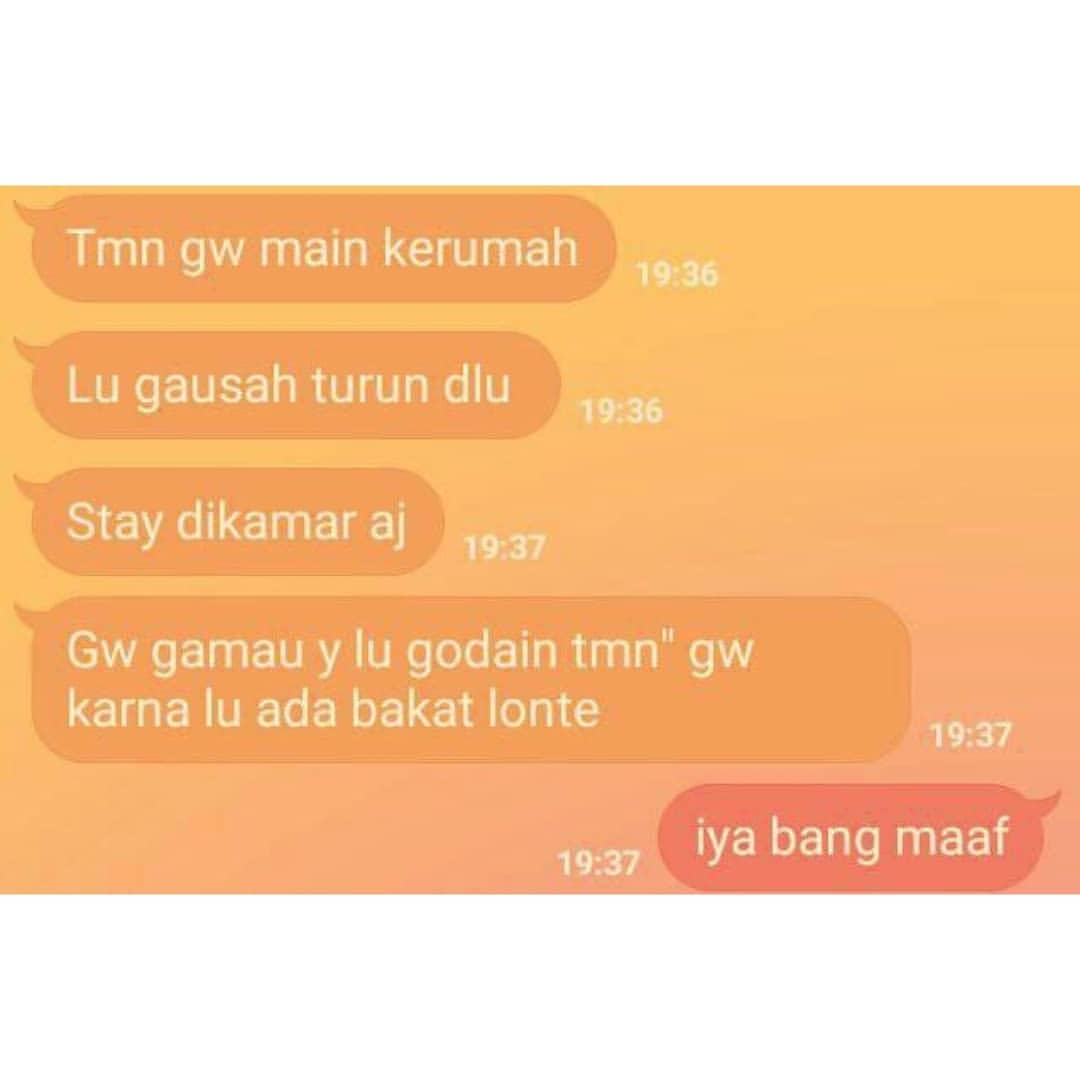 Tmn gw main kerumah
19:36
Lu gausah turun dlu
19:36
Stay dikamar aj
19:37
Gw gamau y lu godain tmn" gw
karna lu ada bakat lonte
19:37
iya bang maaf
19:37